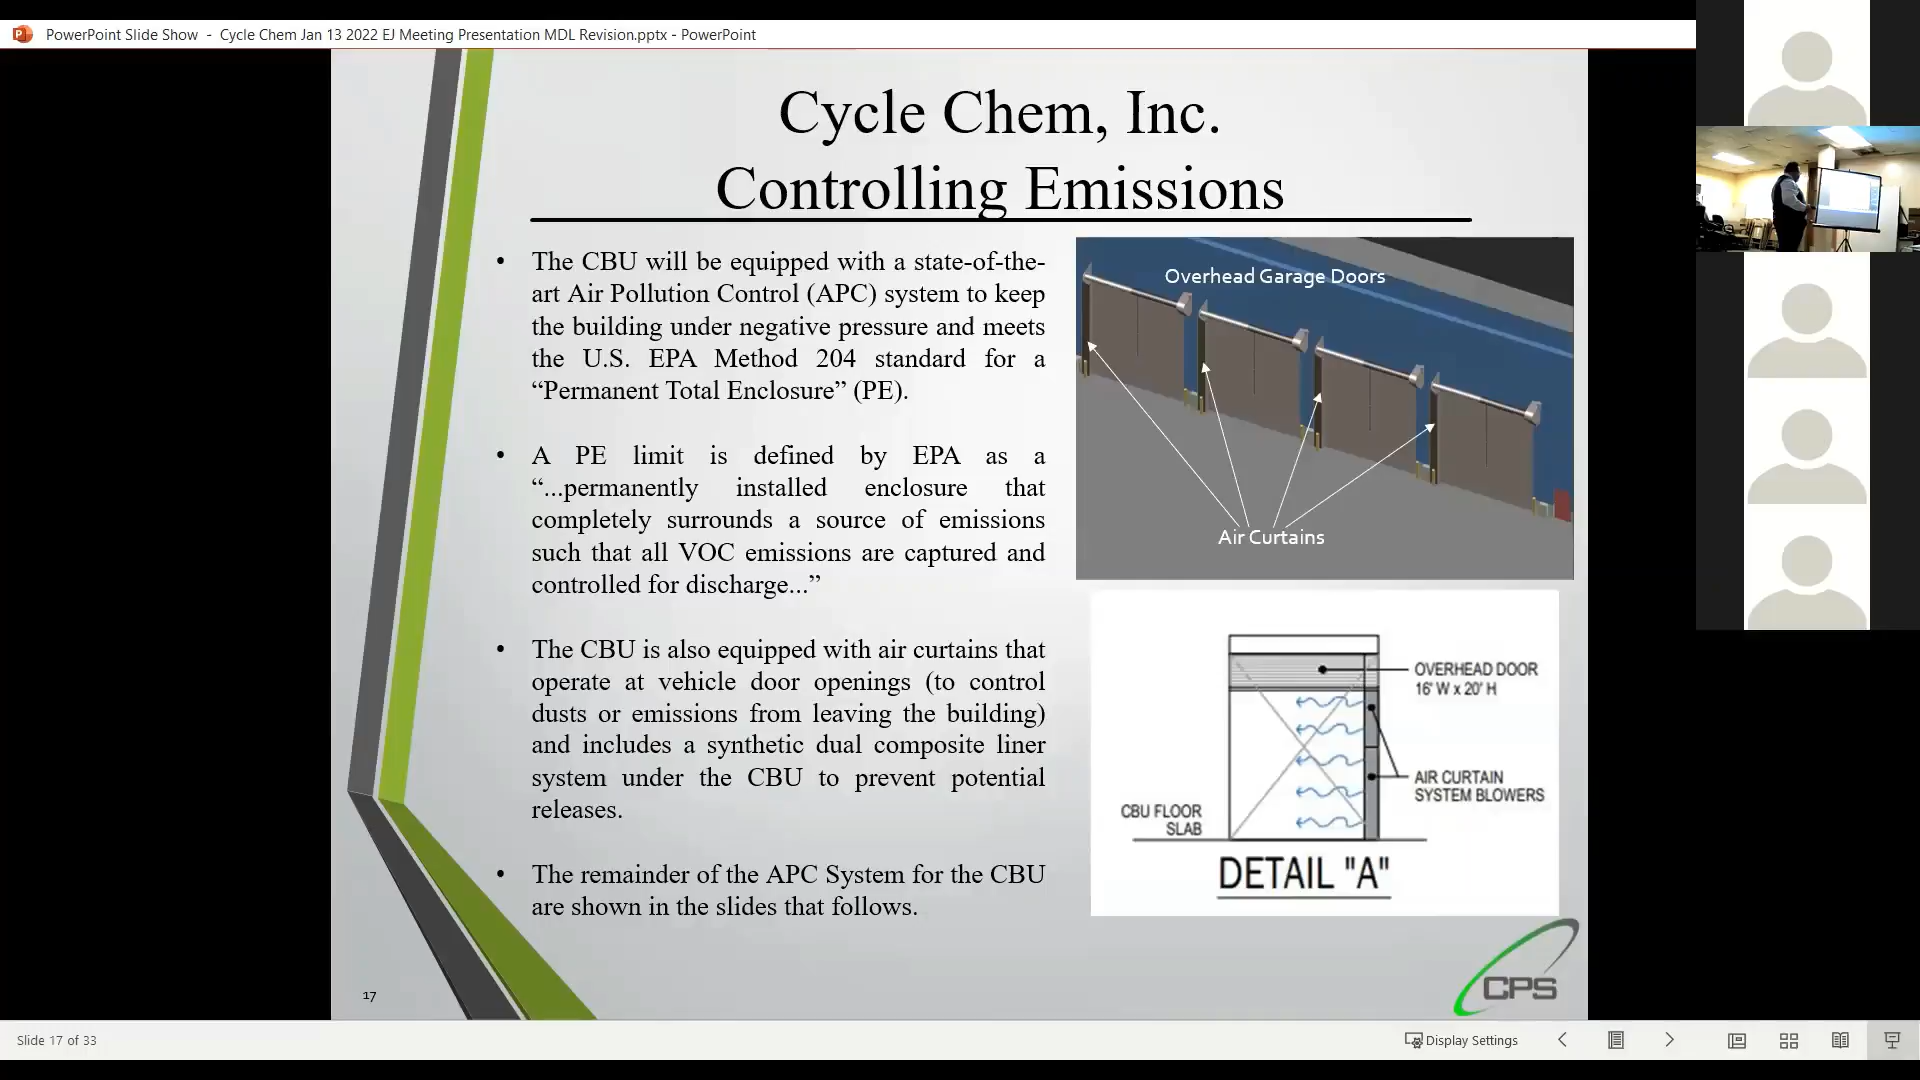 PowerPoint Slide Show - Cycle Chem Jan 13 2022 EJ Meeting Presentation MDL Revision.pptx - PowerPoint
Cycle Chem, Inc.
Controlling Emissions
• The CBU will be equipped with a state-of-the-
art Air Pollution Control (APC) system to keep
the building under negative pressure and meets
the U.S. EPA Method 204 standard for a
“Permanent Total Enclosure” (PE).
• A PE limit is defined by EPA as a
“...permanently installed enclosure that
completely surrounds a source of emissions
such that all VOC emissions are captured and
controlled for discharge...”
• The CBU is also equipped with air curtains that
operate at vehicle door openings (to control
dusts or emissions from leaving the building)
and includes a synthetic dual composite liner
system under the CBU to prevent potential
releases.
• The remainder of the APC System for the CBU
are shown in the slides that follows.
Overhead Garage Doors
Air Curtains
OVERHEAD DOOR
16' W x 20' H
AIR CURTAIN
SYSTEM BLOWERS
CBU FLOOR
SLAB
DETAIL "A"
CPS
17
Slide 17 of 33
Display Settings